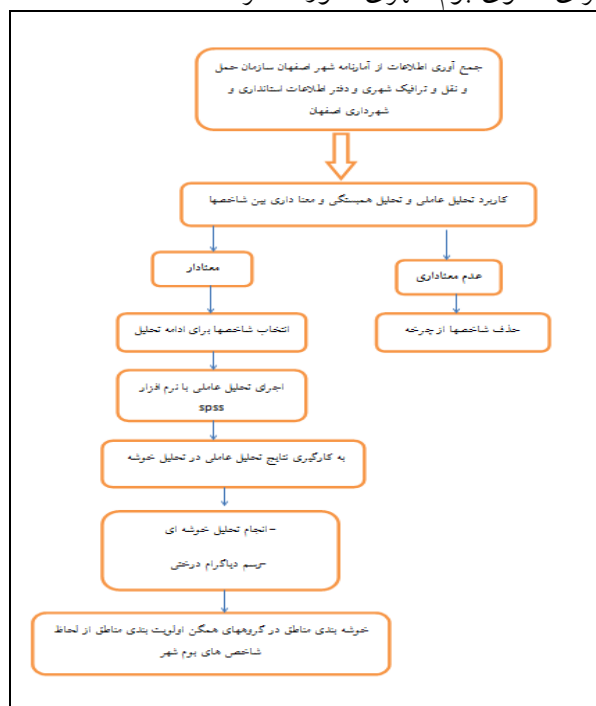 جمع آوری اطلاعات از آمارنامه شهر اصفهان سازمان حمل
و نقل و ترافیک شهری و دفتر اطلاعات استانداری و
شهرداری اصفهان
کاربرد تحلیل عاملی و تحلیل همبستگی و معنا داری بین شاخصها
معنادار
عدم معناداری
انتخاب شاخصها برای ادامه تحلیل
حذف شاخصها از چرخه
اجرای تحلیل عاملی با نرم افزار
spss
به کارگیری نتایج تحلیل عاملی در تحلیل خوشه
-انجام تحلیل خوشه ای
-رسم دیاگرام درختی
خوشه بندی مناطق در گروههای همگن اولویت بندی مناطق از لحاظ
شاخص های بوم شهر